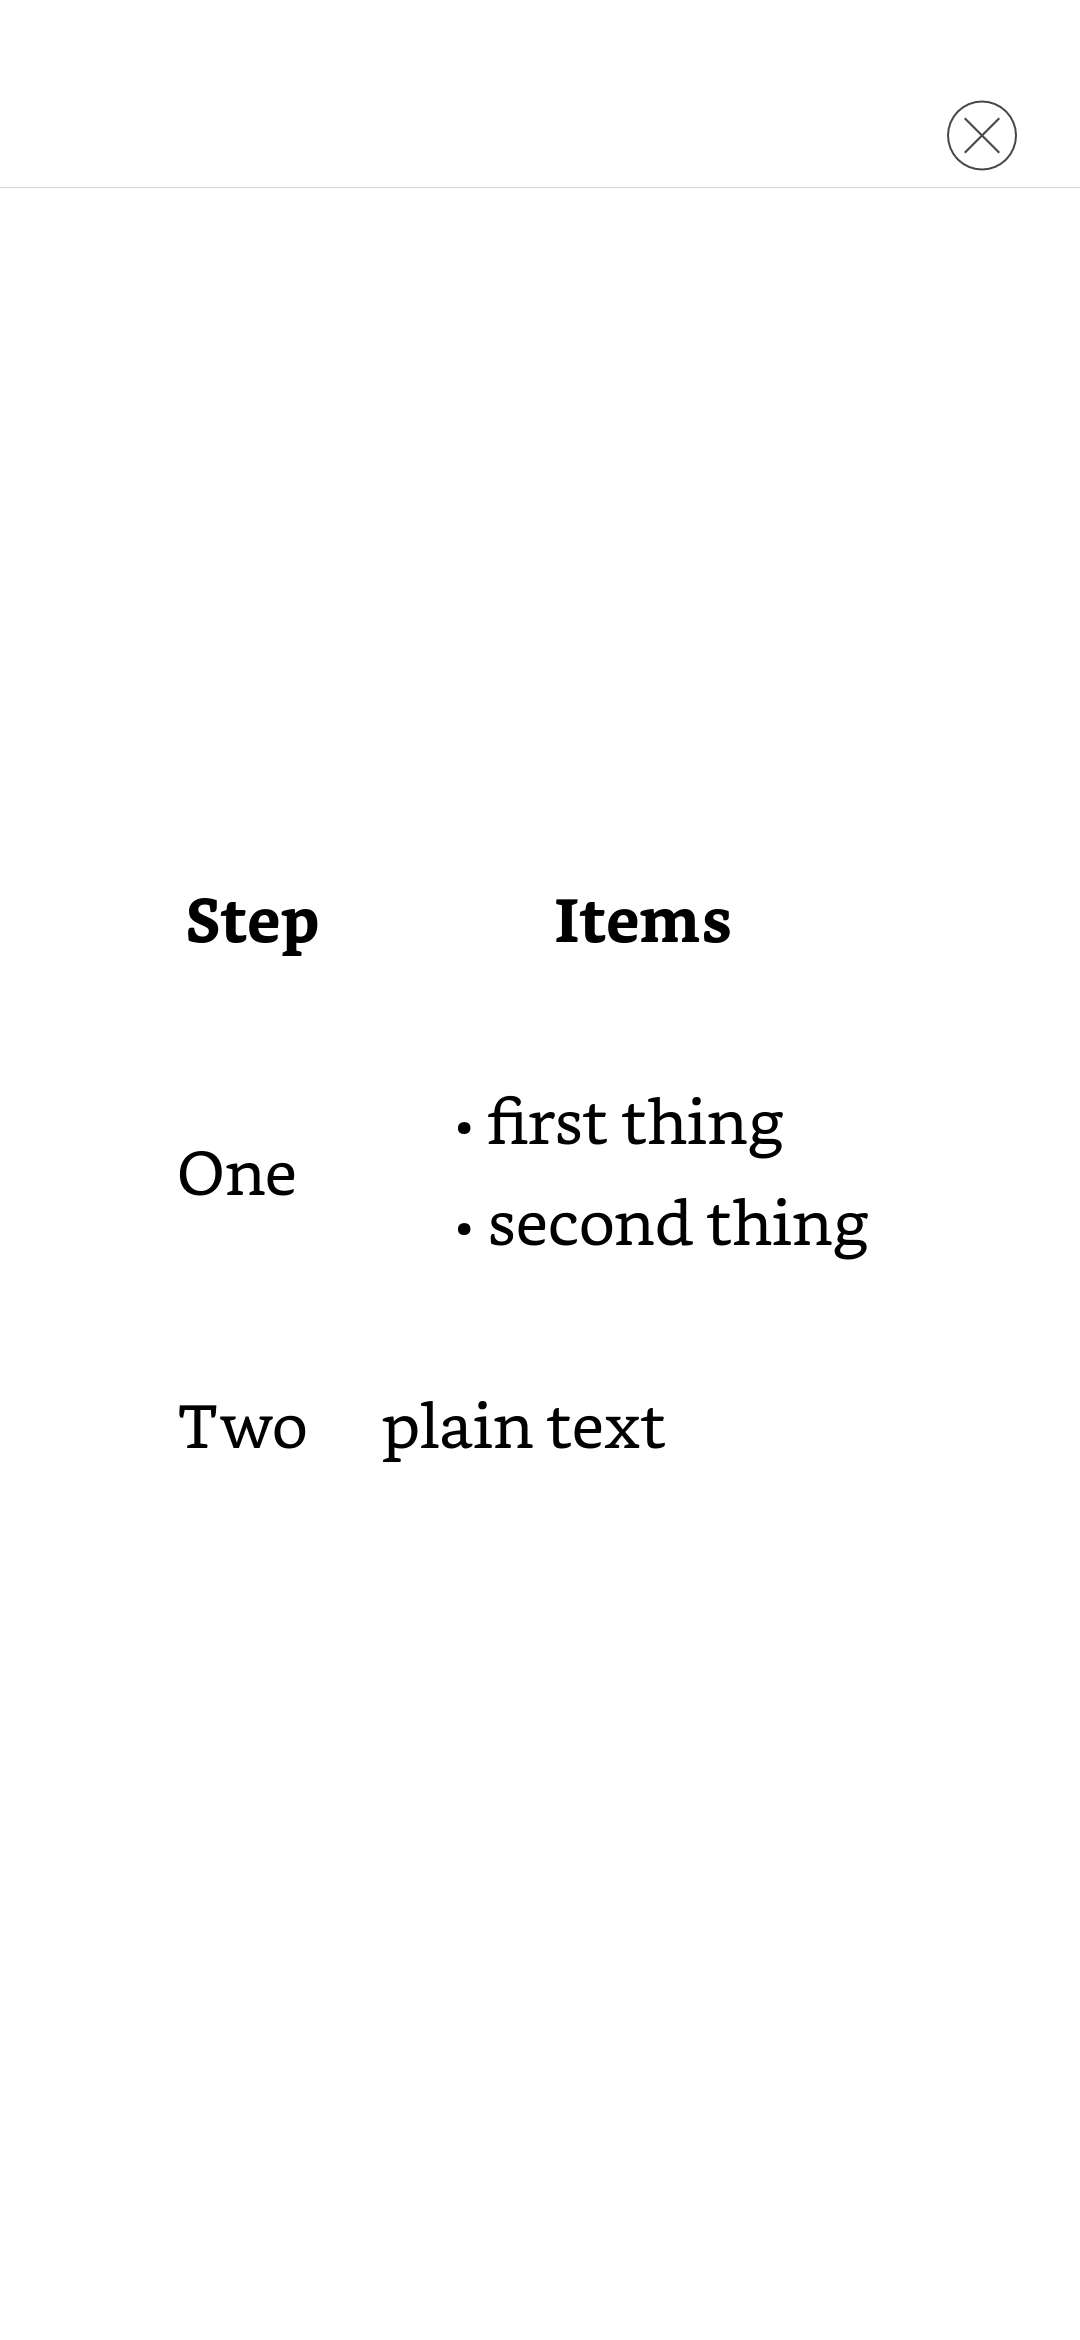 Step Items
One
• first thing
• second thing
Two plain text